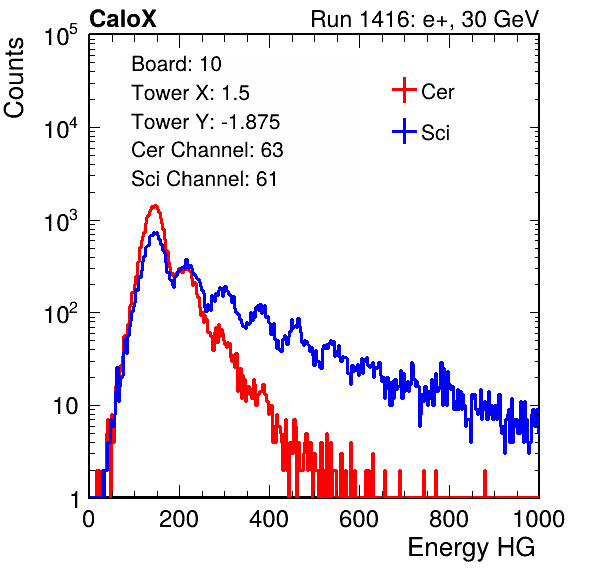 CaloX Run 1416: e+, 30 GeV
Counts
Board: 10
Tower X: 1.5
Tower Y: -1.875
Cer Channel: 63
Sci Channel: 61
Cer
Sci
10^5
10^4
10^3
10^2
10
1
0 200 400 600 800 1000
Energy HG